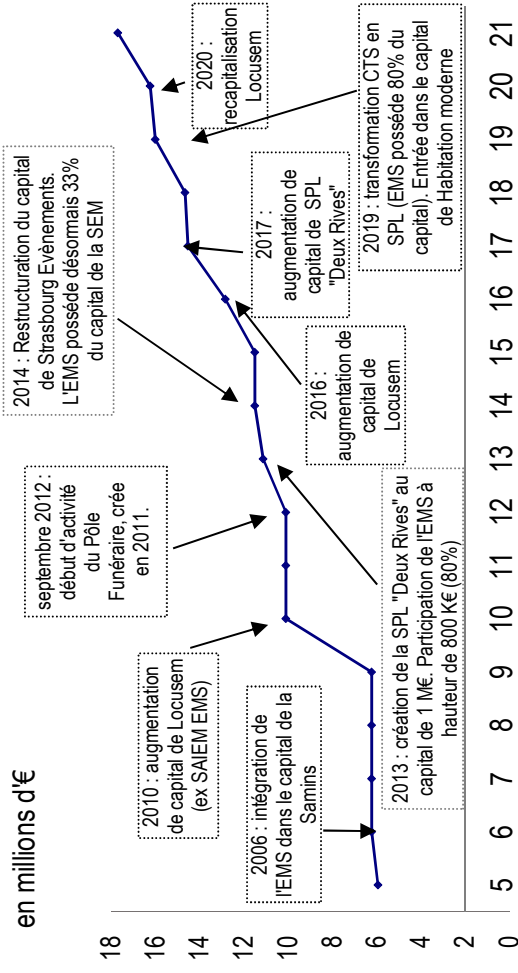 en millions d'€
18
16
14
12
10
8
6
4
2
0
5
6
7
8
9
10
11
12
13
14
15
16
17
18
19
20
21
2006 : intégration de
l'EMS dans le capital de la
Samins
2010 : augmentation
de capital de Locusem
(ex SAIEM EMS)
septembre 2012 :
début d'activité
du Pôle
Funéraire, crée
en 2011.
2013 : création de la SPL "Deux Rives" au
capital de 1 M€. Participation de l'EMS à
hauteur de 800 K€ (80%)
2014 : Restructuration du capital
de Strasbourg Evènements.
L'EMS posséde désormais 33%
du capital de la SEM
2016 :
augmentation de
capital de
Locusem
2017 :
augmentation de
capital de SPL
"Deux Rives"
2019 : transformation CTS en
SPL (EMS posséde 80% du
capital). Entrée dans le capital
de Habitation moderne
2020 :
recapitalisation
Locusem